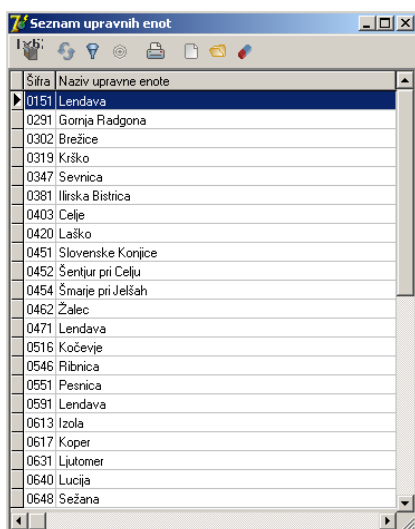 Seznam upravnih enot
Šifra Naziv upravne enote
0151 Lendava
0291 Gornja Radgona
0302 Brežice
0319 Krško
0347 Sevnica
0381 Ilirska Bistrica
0403 Celje
0420 Laško
0451 Slovenske Konjice
0452 Šentjur pri Celju
0454 Šmarje pri Jelšah
0462 Žalec
0471 Lendava
0516 Kočevje
0546 Ribnica
0551 Pesnica
0591 Lendava
0613 Izola
0617 Koper
0631 Ljutomer
0640 Lucija
0648 Sežana